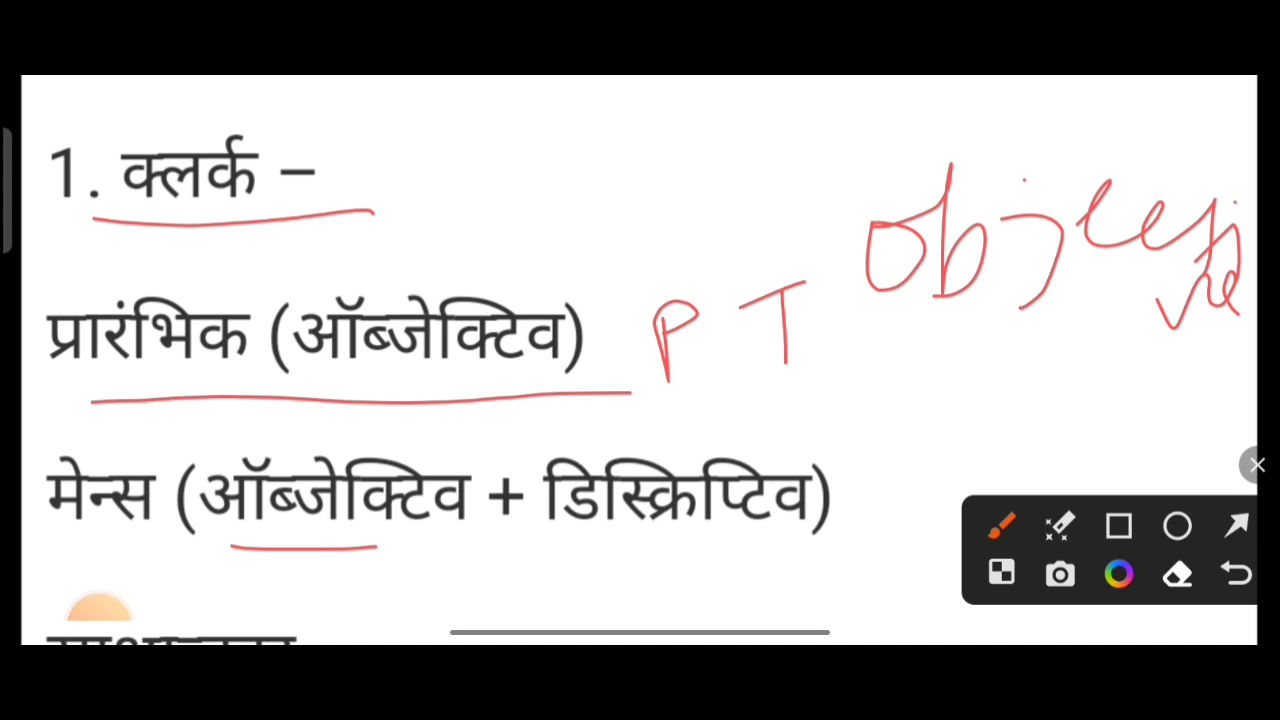 1. क्लर्क –
प्रारंभिक (ऑब्जेक्टिव) PT objective
मेन्स (ऑब्जेक्टिव + डिस्क्रिप्टिव)